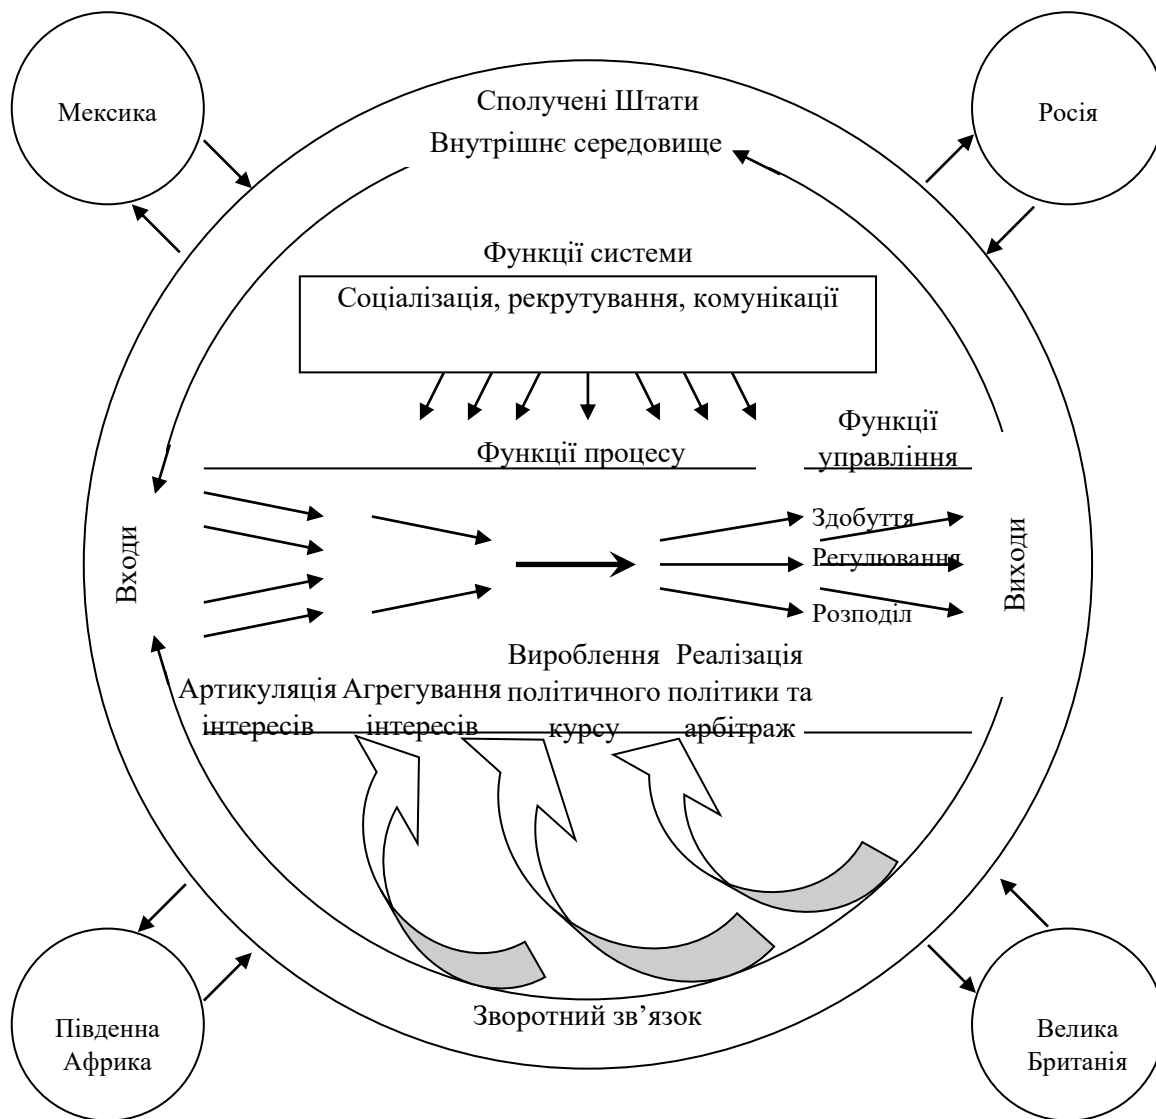 Мексика
Сполучені Штати
Внутрішнє середовище
Росія
Функції системи
Соціалізація, рекрутування, комунікації
Функції процесу
Функції
управління
Входи
Здобуття
Регулювання
Розподіл
Виходи
Артикуляція
інтересів
Агрегування
інтересів
Вироблення
політичного
курсу
Реалізація
політики та
арбітраж
Зворотний зв’язок
Південна
Африка
Велика
Британія